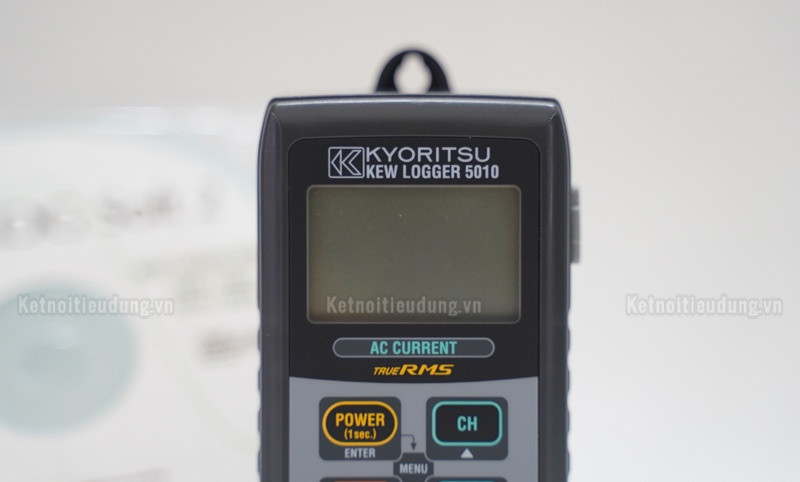 KYORITSU
KEW LOGGER 5010
Ketnoitieudung.vn
Ketnoitieudung.vn
Ketnoitieudung.vn
AC CURRENT
TRUE RMS
POWER
(1sec.)
CH
ENTER
MENU